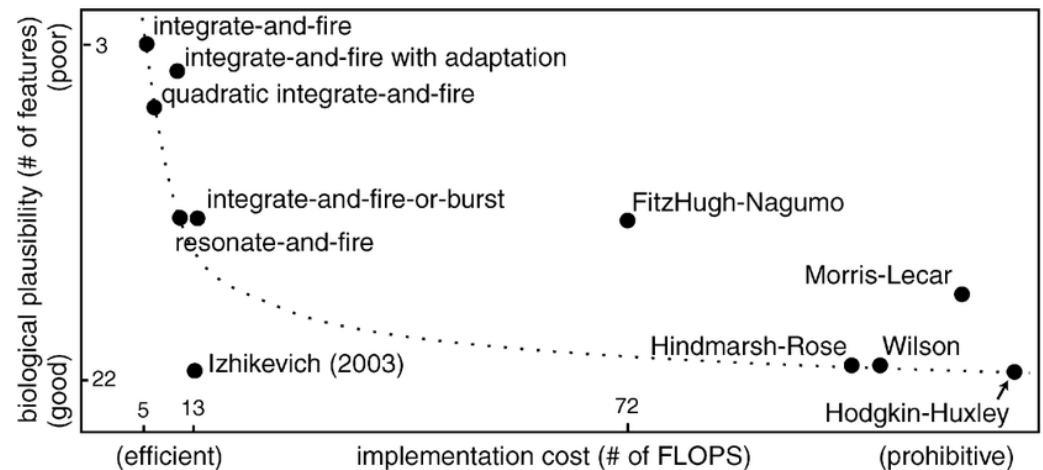 biological plausibility (# of features)
(good)
(poor)
3
22
integrate-and-fire
integrate-and-fire with adaptation
quadratic integrate-and-fire
integrate-and-fire-or-burst
resonate-and-fire
FitzHugh-Nagumo
Morris-Lecar
Hindmarsh-Rose
Wilson
Izhikevich (2003)
Hodgkin-Huxley
5
13
72
(efficient)
implementation cost (# of FLOPS)
(prohibitive)